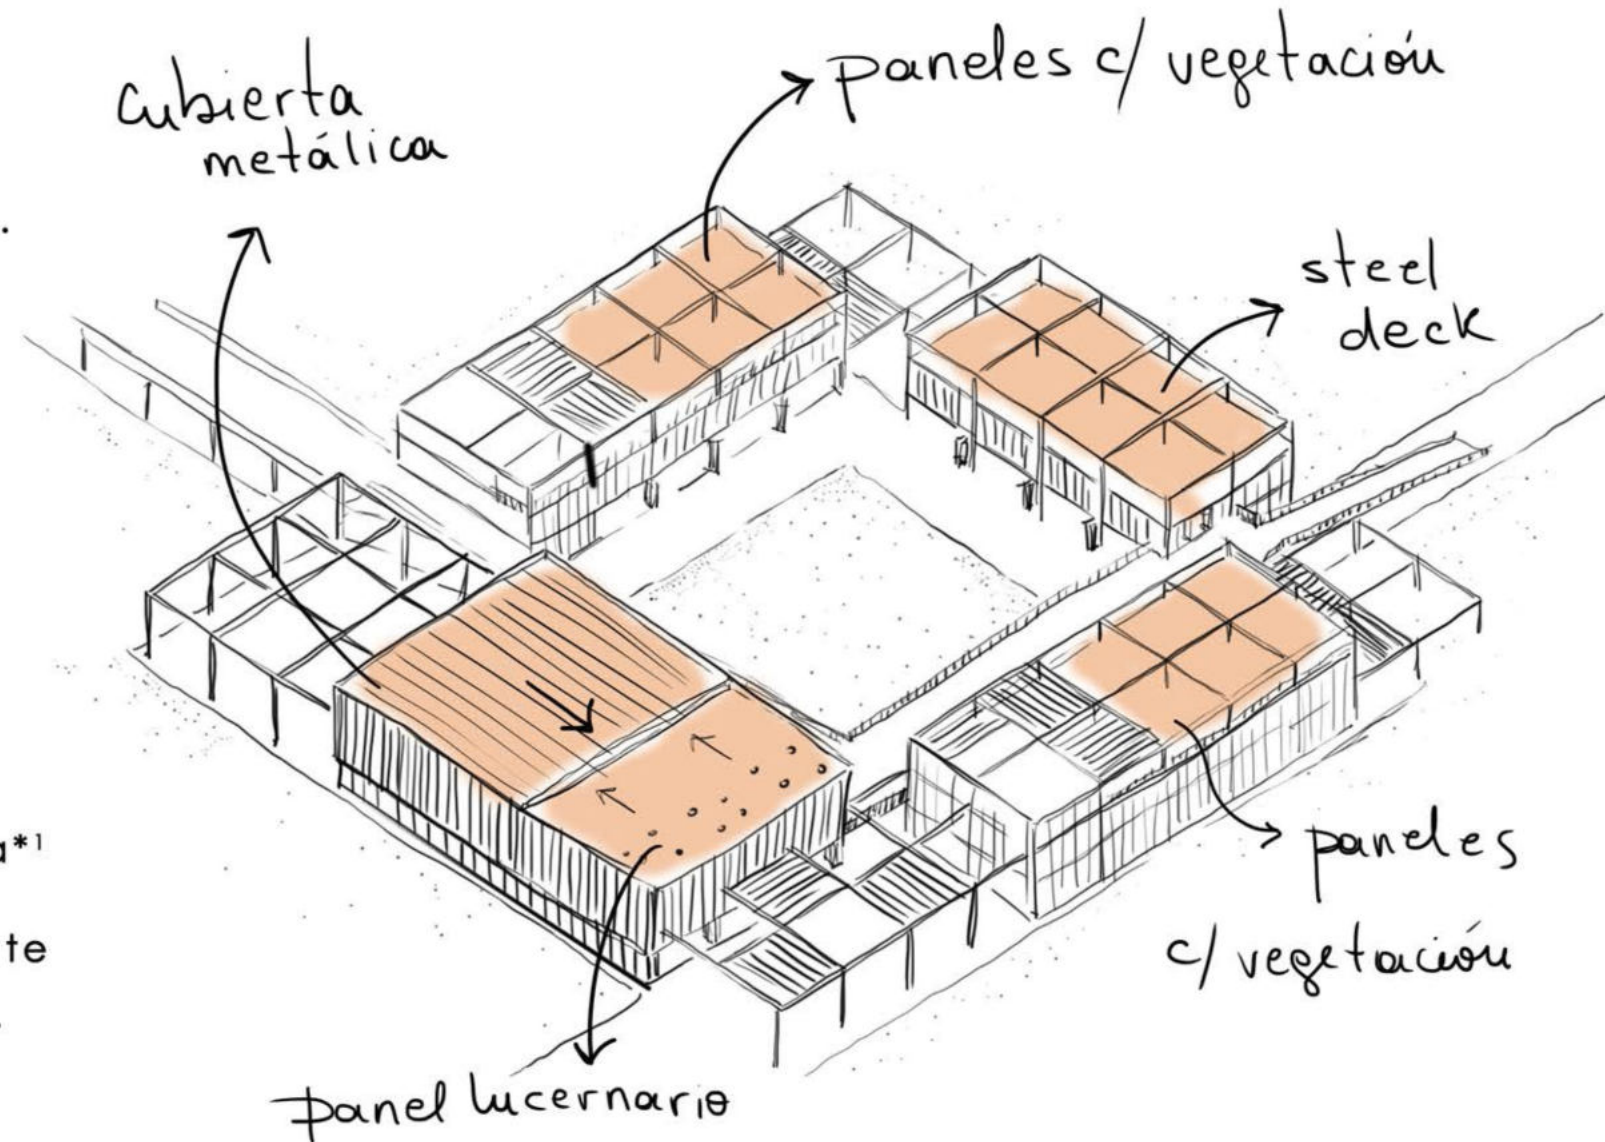 Cubierta
metálica
paneles c/ vegetación
steel
deck
paneles
c/ vegetación
panel lucernario
te